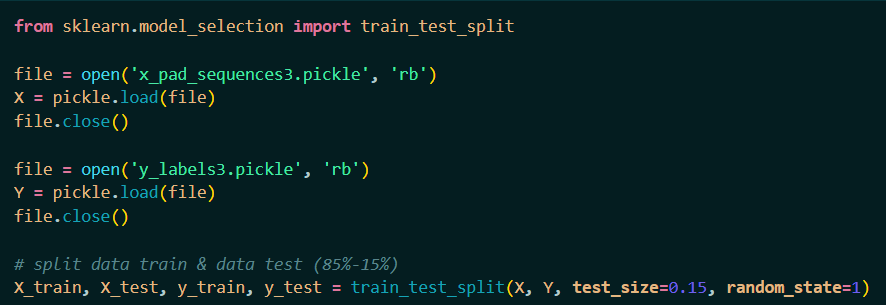 from sklearn.model_selection import train_test_split
file = open('x_pad_sequences3.pickle', 'rb')
X = pickle.load(file)
file.close()
file = open('y_labels3.pickle', 'rb')
Y = pickle.load(file)
file.close()
# split data train & data test (85%-15%)
X_train, X_test, y_train, y_test = train_test_split(X, Y, test_size=0.15, random_state=1)